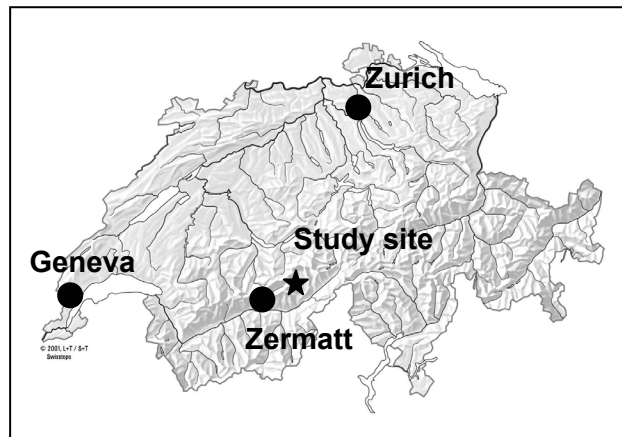 Zurich
Study site
Geneva
Zermatt
© 2001, L+T / S+T
Swisstopo